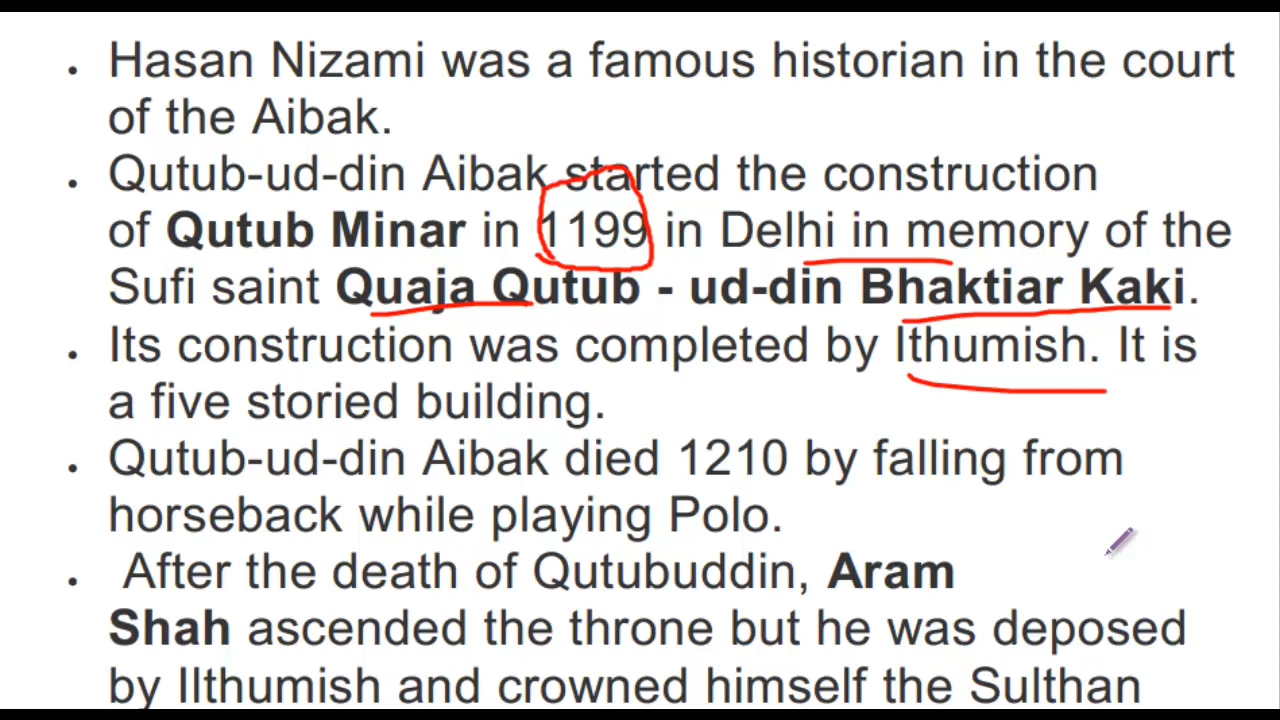 • Hasan Nizami was a famous historian in the court
of the Aibak.
• Qutub-ud-din Aibak started the construction
of Qutub Minar in 1199 in Delhi in memory of the
Sufi saint Quaja Qutub - ud-din Bhaktiar Kaki.
• Its construction was completed by Ithumish. It is
a five storied building.
• Qutub-ud-din Aibak died 1210 by falling from
horseback while playing Polo.
• After the death of Qutubuddin, Aram
Shah ascended the throne but he was deposed
by Ilthumish and crowned himself the Sulthan